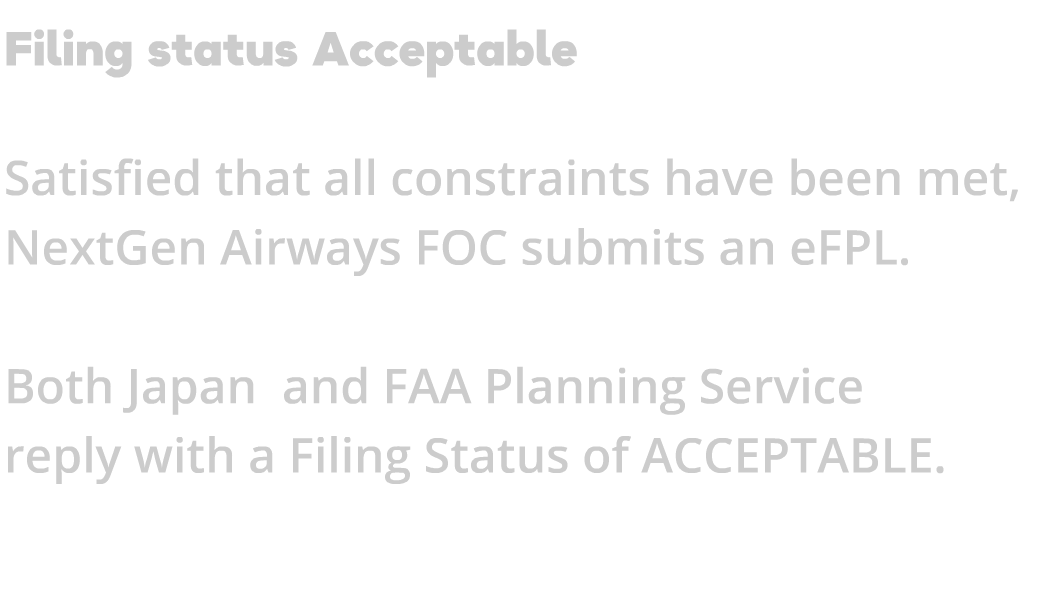 Filing status Acceptable
Satisfied that all constraints have been met,
NextGen Airways FOC submits an eFPL.
Both Japan  and FAA Planning Service
reply with a Filing Status of ACCEPTABLE.